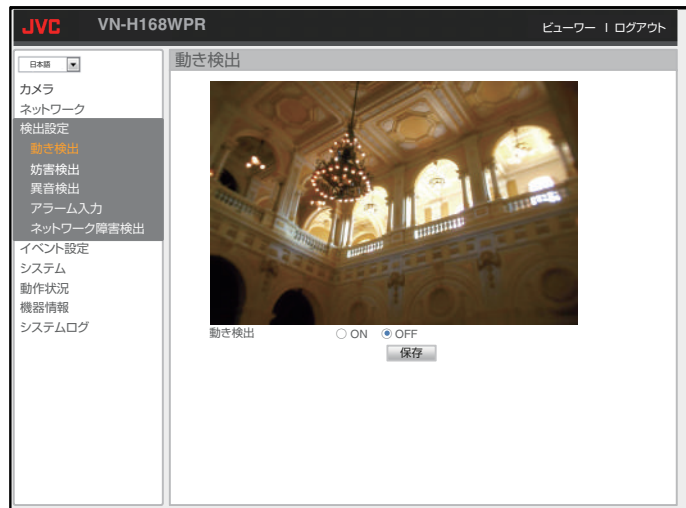 JVC VN-H168WPR ビューワー | ログアウト
日本語
動き検出
カメラ
ネットワーク
検出設定
動き検出
妨害検出
異音検出
アラーム入力
ネットワーク障害検出
イベント設定
システム
動作状況
機器情報
システムログ
動き検出 ON OFF
保存